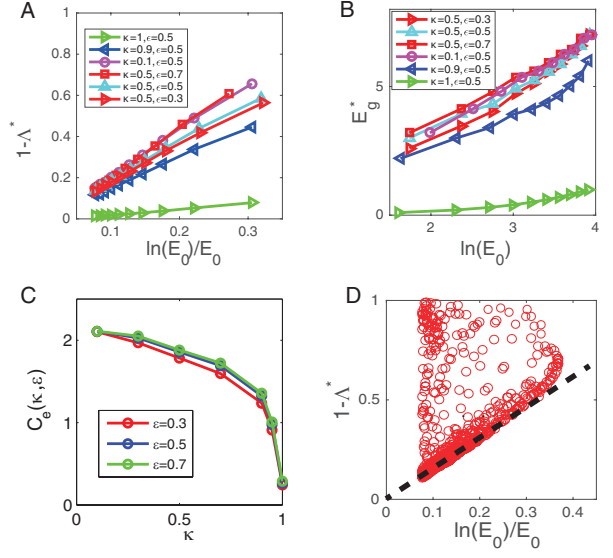 A
1
0.8
0.6
0.4
0.2
0
1-Λ*
κ=1,ϵ=0.5
κ=0.9, ϵ=0.5
κ=0.1, ϵ=0.5
κ=0.5, ϵ=0.7
κ=0.5, ϵ=0.5
κ=0.5, ϵ=0.3
0.1
0.2
0.3
ln(E0)/E0
B
5
0
Eg*
κ=0.5, ϵ=0.3
κ=0.5, ϵ=0.5
κ=0.5, ϵ=0.7
κ=0.1, ϵ=0.5
κ=0.9, ϵ=0.5
κ=1, ϵ=0.5
2
3
4
ln(E0)
C
2
1
0
Ce(κ,ε)
ε=0.3
ε=0.5
ε=0.7
0
0.5
1
κ
D
1
0.5
0
1-Λ*
0
0.1
0.2
0.3
0.4
ln(E0)/E0